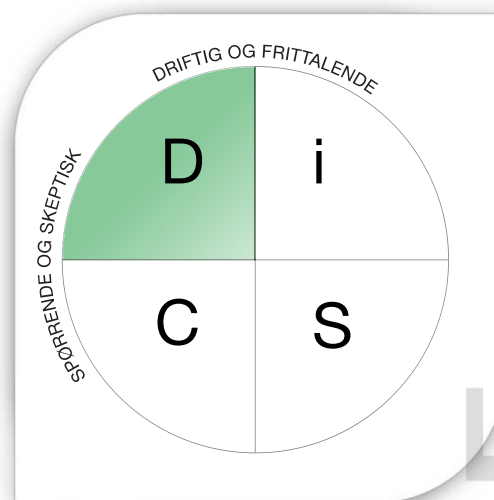 DRIFTIG OG FRITTALENDE
SPØRRENDE OG SKEPTISK
D i
C S
L